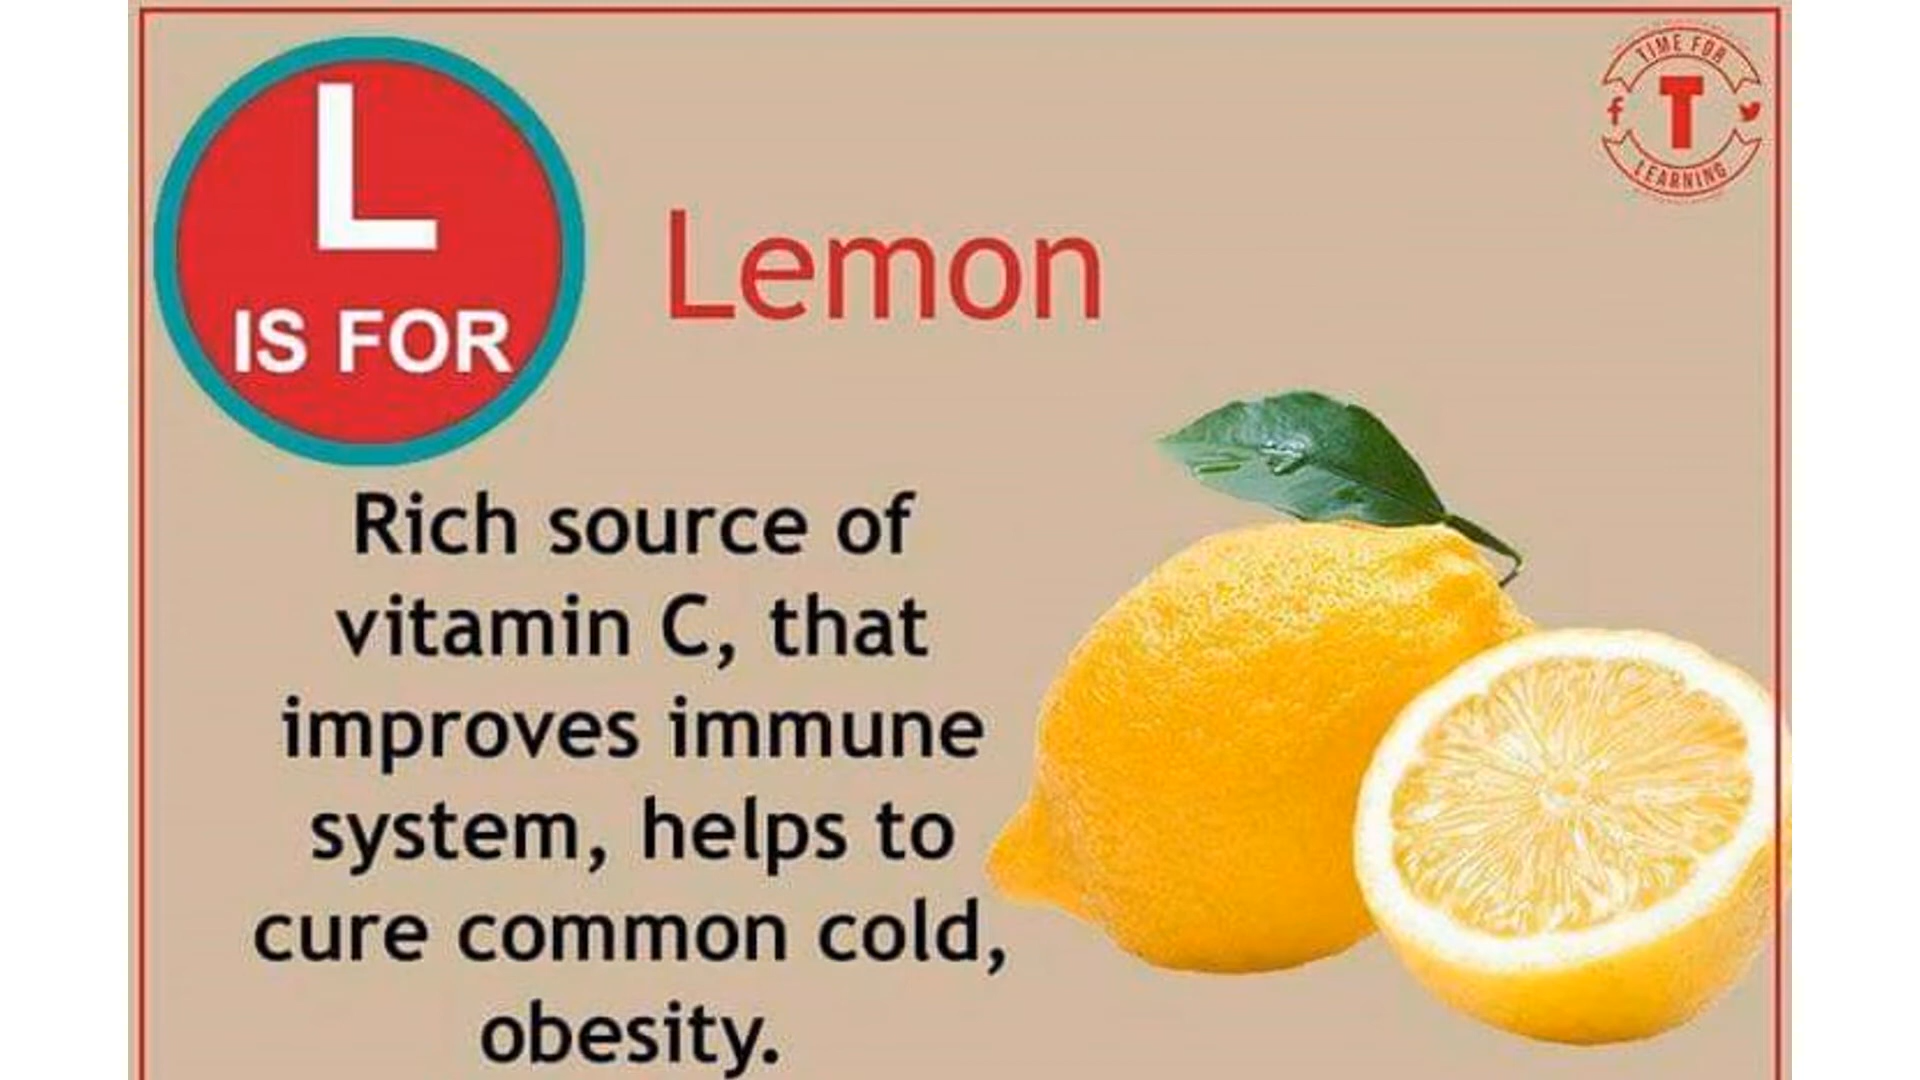 L
IS FOR
Lemon
TIME FOR
T
LEARNING
Rich source of
vitamin C, that
improves immune
system, helps to
cure common cold,
obesity.